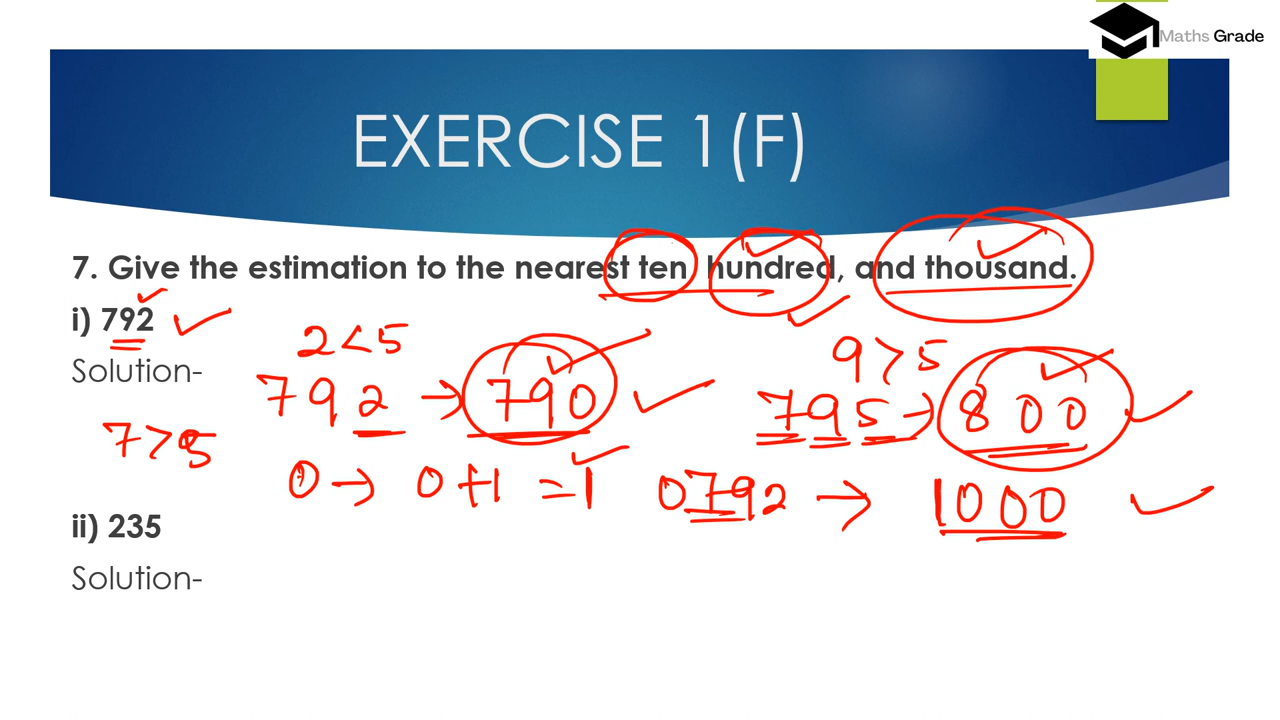 Maths Grade
EXERCISE 1(F)
7. Give the estimation to the nearest ten, hundred, and thousand.
i) 792
2 < 5
9 > 5
Solution-
792 → 790
795 → 800
7 > 5
0 → 0 + 1 = 1
0792 → 1000
ii) 235
Solution-